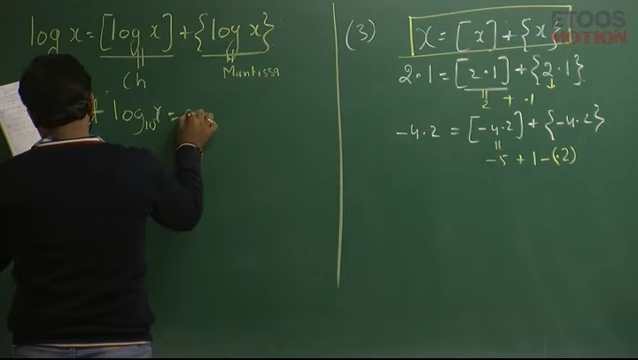 log x = [log x] + {log x}
Ch
Mantissa
log₁₀x =
(3)
x = [x] + {x}
2.1 = [2.1] + {2.1}
2 + .1
-4.2 = [-4.2] + {-4.2}
-5 + 1-(.2)
ETOOS
MOTION